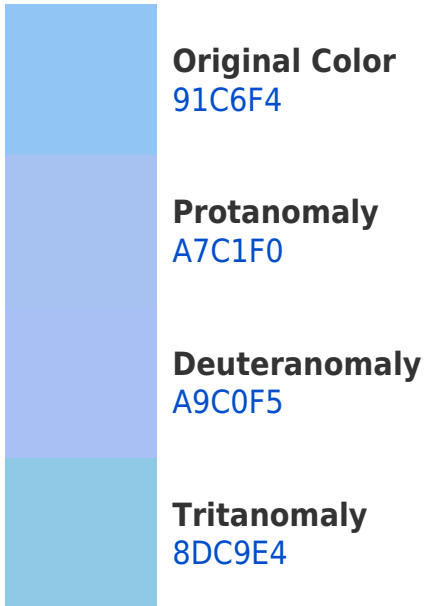 Original Color
91C6F4
Protanomaly
A7C1F0
Deuteranomaly
A9C0F5
Tritanomaly
8DC9E4